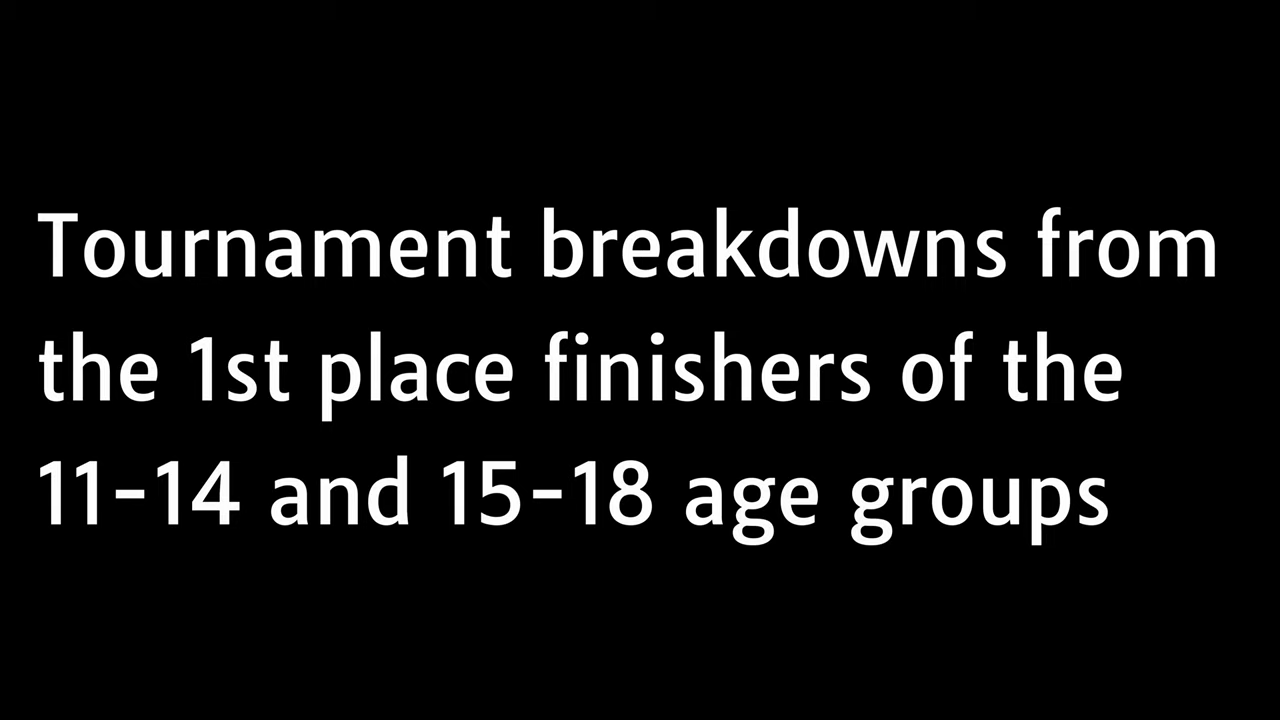 Tournament breakdowns from
the 1st place finishers of the
11-14 and 15-18 age groups